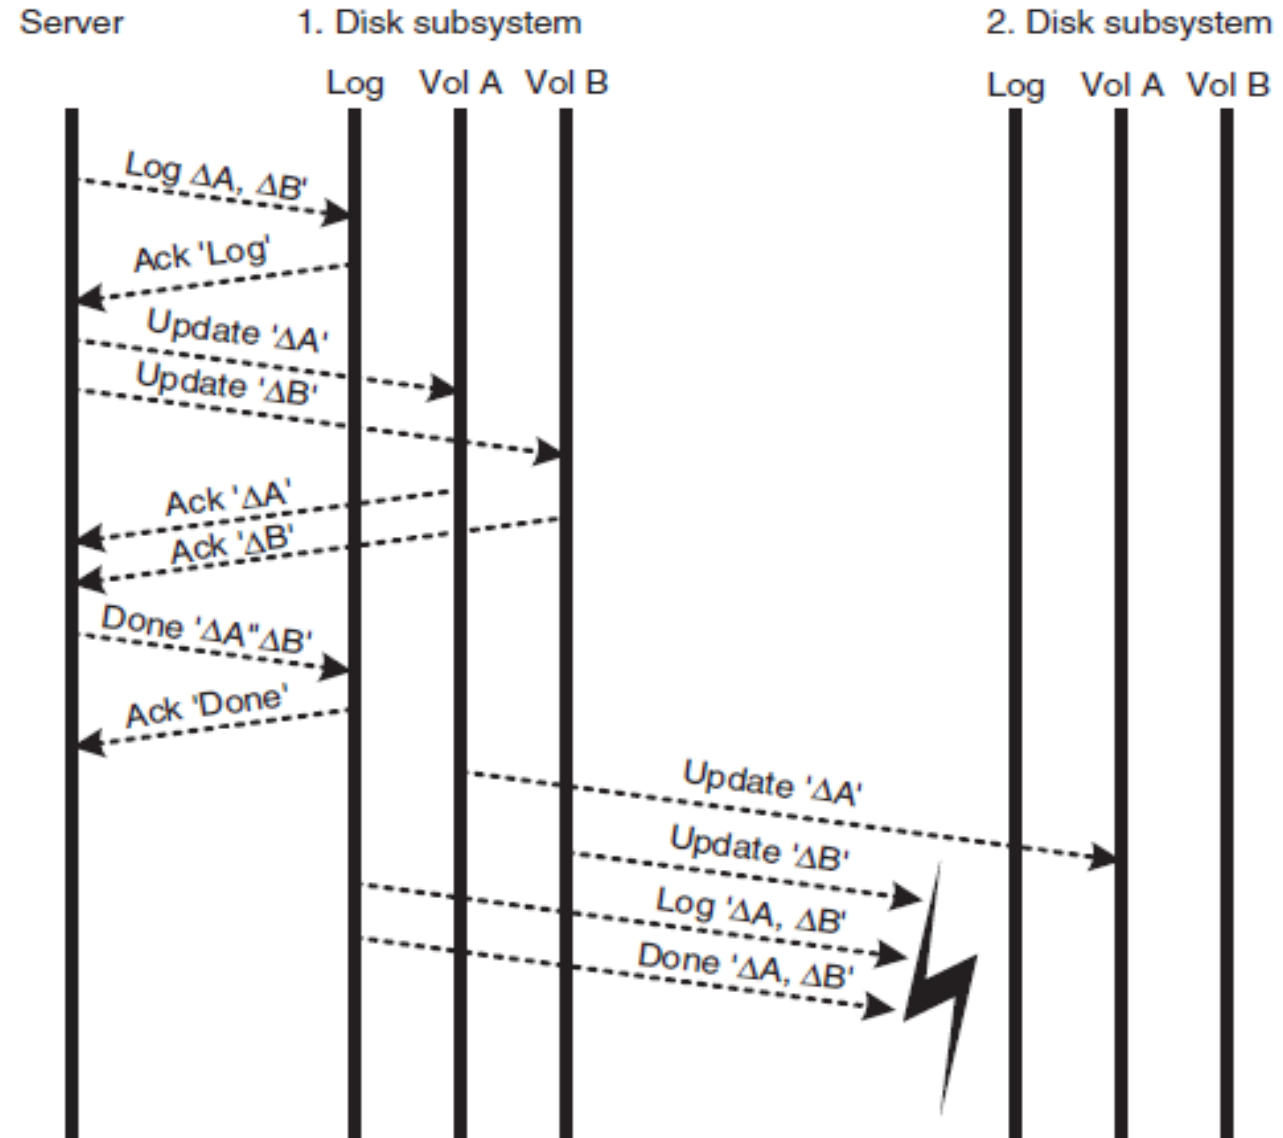 Server 1. Disk subsystem 2. Disk subsystem
Log Vol A Vol B Log Vol A Vol B
Log ΔA, ΔB'
Ack 'Log'
Update 'ΔA'
Update 'ΔB'
Ack 'ΔA'
Ack 'ΔB'
Done 'ΔA"ΔB'
Ack 'Done'
Update 'ΔA'
Update 'ΔB'
Log 'ΔA, ΔB'
Done 'ΔA, ΔB'